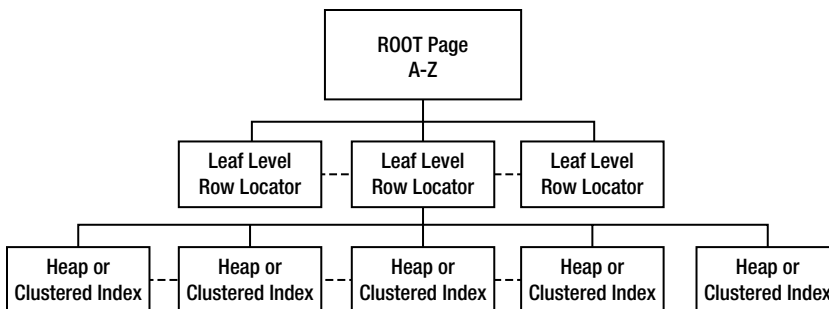 ROOT Page
A-Z
Leaf Level
Row Locator
Leaf Level
Row Locator
Leaf Level
Row Locator
Heap or
Clustered Index
Heap or
Clustered Index
Heap or
Clustered Index
Heap or
Clustered Index
Heap or
Clustered Index